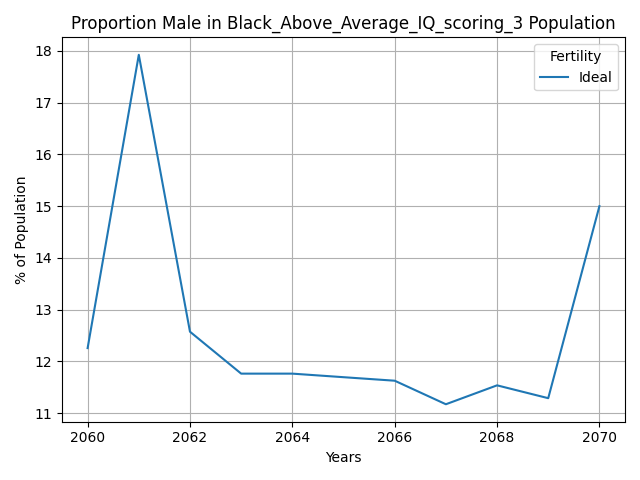 Proportion Male in Black_Above_Average_IQ_scoring_3 Population
Fertility
Ideal
18
17
16
15
14
13
12
11
% of Population
2060 2062 2064 2066 2068 2070
Years